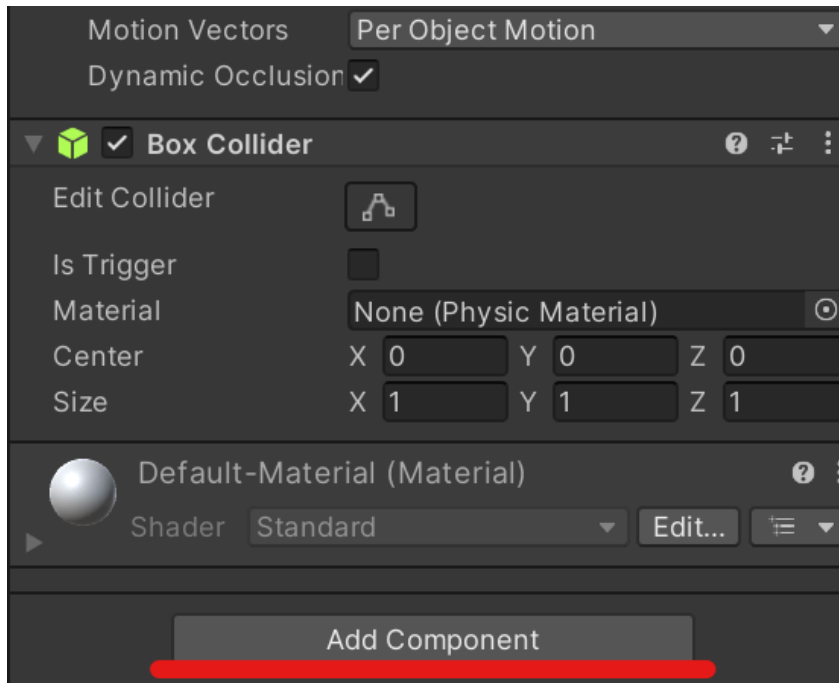 Motion Vectors Per Object Motion
Dynamic Occlusion
Box Collider
Edit Collider
Is Trigger
Material None (Physic Material)
Center X 0 Y 0 Z 0
Size X 1 Y 1 Z 1
Default-Material (Material)
Shader Standard Edit...
Add Component